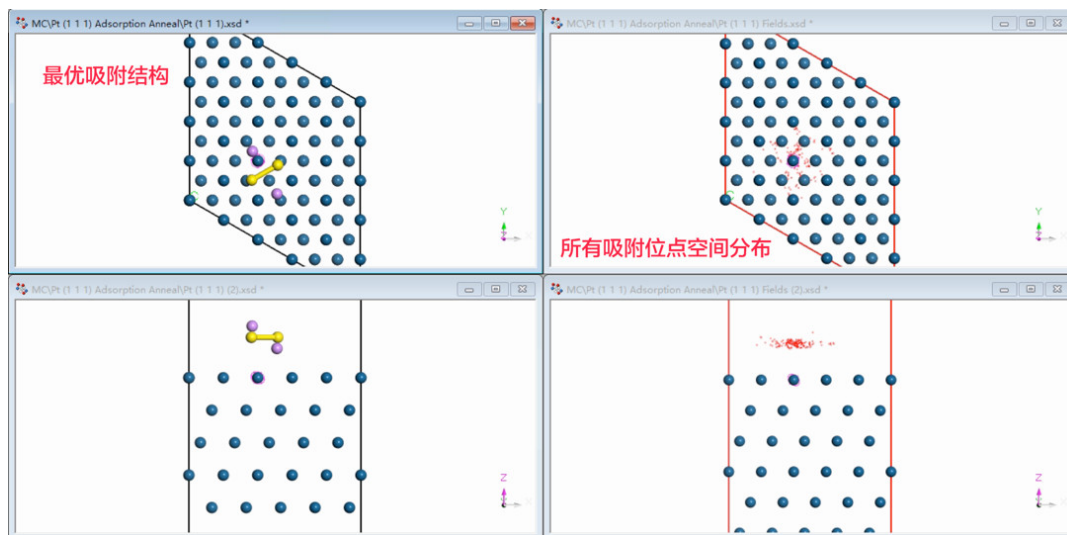 MC\Pt (1 1 1) Adsorption Anneal\Pt (1 1 1).xsd *
MC\Pt (1 1 1) Adsorption Anneal\Pt (1 1 1) Fields.xsd *
最优吸附结构
C
Y
Z
X
C
Y
Z
X
所有吸附位点空间分布
MC\Pt (1 1 1) Adsorption Anneal\Pt (1 1 1) (2).xsd *
MC\Pt (1 1 1) Adsorption Anneal\Pt (1 1 1) Fields (2).xsd *
Z
X
Z
X